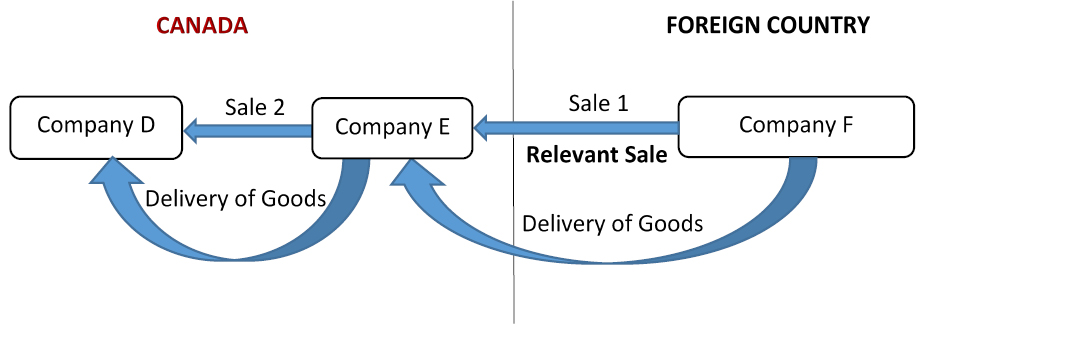 CANADA
FOREIGN COUNTRY
Company D
Sale 2
Company E
Sale 1
Company F
Relevant Sale
Delivery of Goods
Delivery of Goods